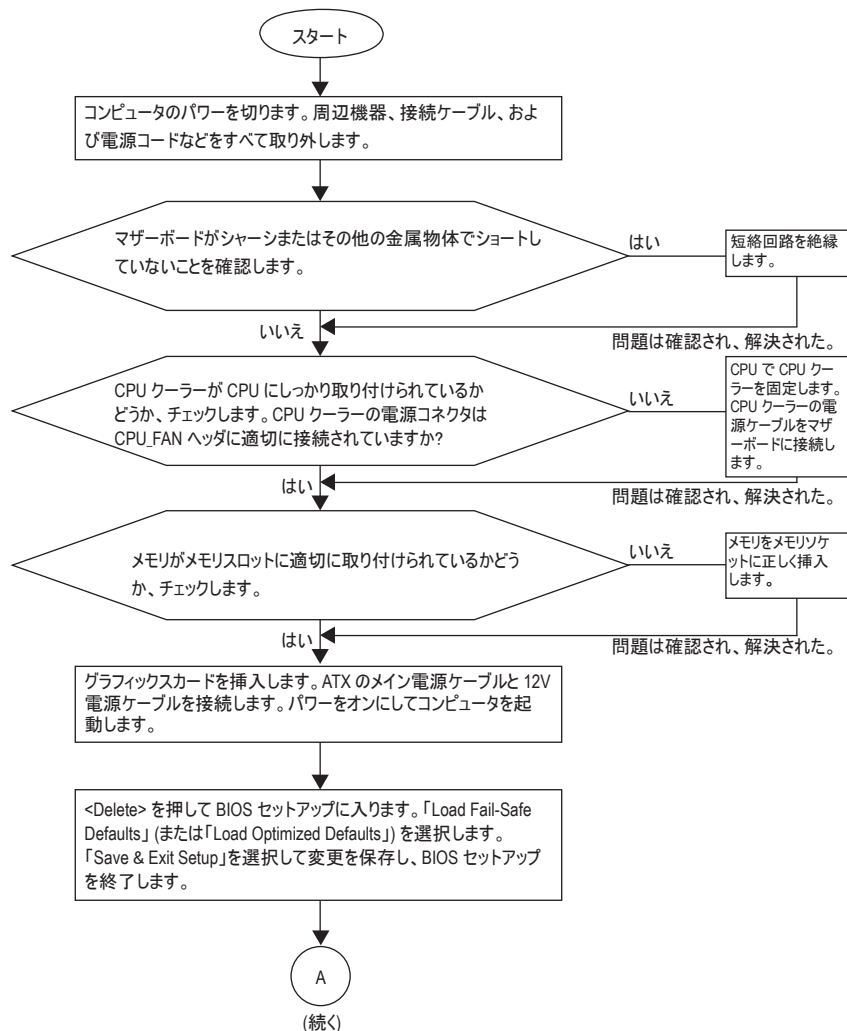 スタート
コンピュータのパワーを切ります。周辺機器、接続ケーブル、およ
び電源コードなどをすべて取り外します。
マザーボードがシャーシまたはその他の金属物体でショートし
ていないことを確認します。
はい
短絡回路を絶縁
します。
いいえ
問題は確認され、解決された。
CPU クーラーが CPU にしっかり取り付けられているか
どうか、チェックします。CPU クーラーの電源コネクタは
CPU_FAN ヘッダに適切に接続されていますか?
いいえ
CPU で CPU ク-
ラーを固定します。
CPU クーラーの電
源ケーブルをマザ
ーボードに接続し
ます。
はい
問題は確認され、解決された。
メモリがメモリスロットに適切に取り付けられているかどう
か、チェックします。
いいえ
メモリをメモリソケ
ットに正しく挿入
します。
はい
問題は確認され、解決された。
グラフィックスカードを挿入します。ATX のメイン電源ケーブルと 12V
電源ケーブルを接続します。パワーをオンにしてコンピュータを起
動します。
<Delete> を押して BIOS セットアップに入ります。「Load Fail-Safe
Defaults」 (または「Load Optimized Defaults」) を選択します。
「Save & Exit Setup」を選択して変更を保存し、BIOS セットアップ
を終了します。
A
(続く)